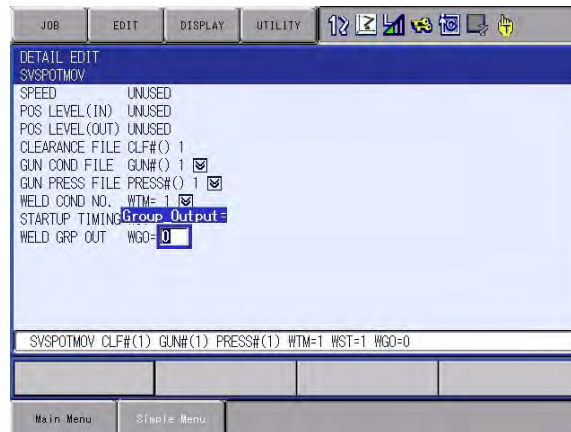 JOB EDIT DISPLAY UTILITY
DETAIL EDIT
SVSPOTMOV
SPEED UNUSED
POS LEVEL(IN) UNUSED
POS LEVEL(OUT) UNUSED
CLEARANCE FILE CLF#() 1
GUN COND FILE GUN#() 1
GUN PRESS FILE PRESS#() 1
WELD COND NO. WTM= 1
STARTUP TIMING Group_Output=
WELD GRP OUT WGO= 0
SVSPOTMOV CLF#(1) GUN#(1) PRESS#(1) WTM=1 WST=1 WGO=0
Main Menu Simple Menu